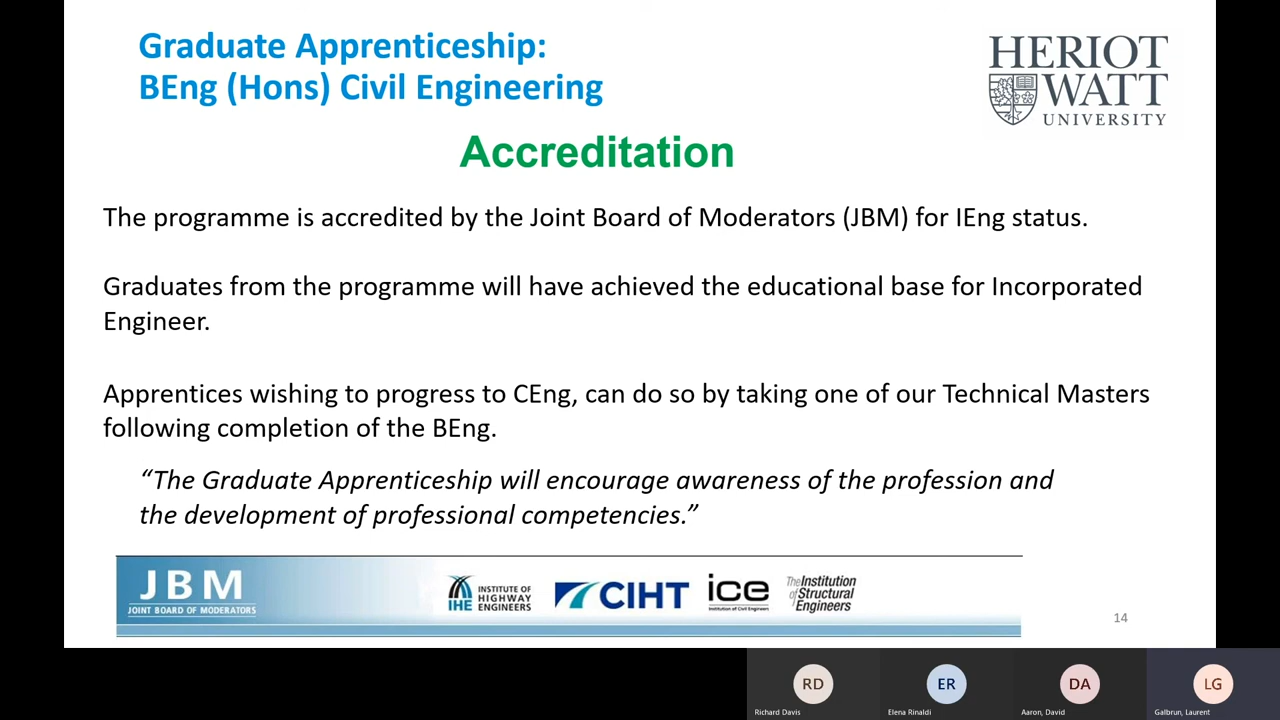 Graduate Apprenticeship:
BEng (Hons) Civil Engineering
HERIOT
WATT
UNIVERSITY
Accreditation
The programme is accredited by the Joint Board of Moderators (JBM) for IEng status.
Graduates from the programme will have achieved the educational base for Incorporated
Engineer.
Apprentices wishing to progress to CEng, can do so by taking one of our Technical Masters
following completion of the BEng.
“The Graduate Apprenticeship will encourage awareness of the profession and
the development of professional competencies.”
JBM
JOINT BOARD OF MODERATORS
IHE
INSTITUTE OF
HIGHWAY
ENGINEERS
CIHT
ice
Institution of Civil Engineers
The Institution
of Structural
Engineers
14
RD
ER
DA
LG
Richard Davis
Elena Rinaldi
Aaron, David
Galbrun, Laurent